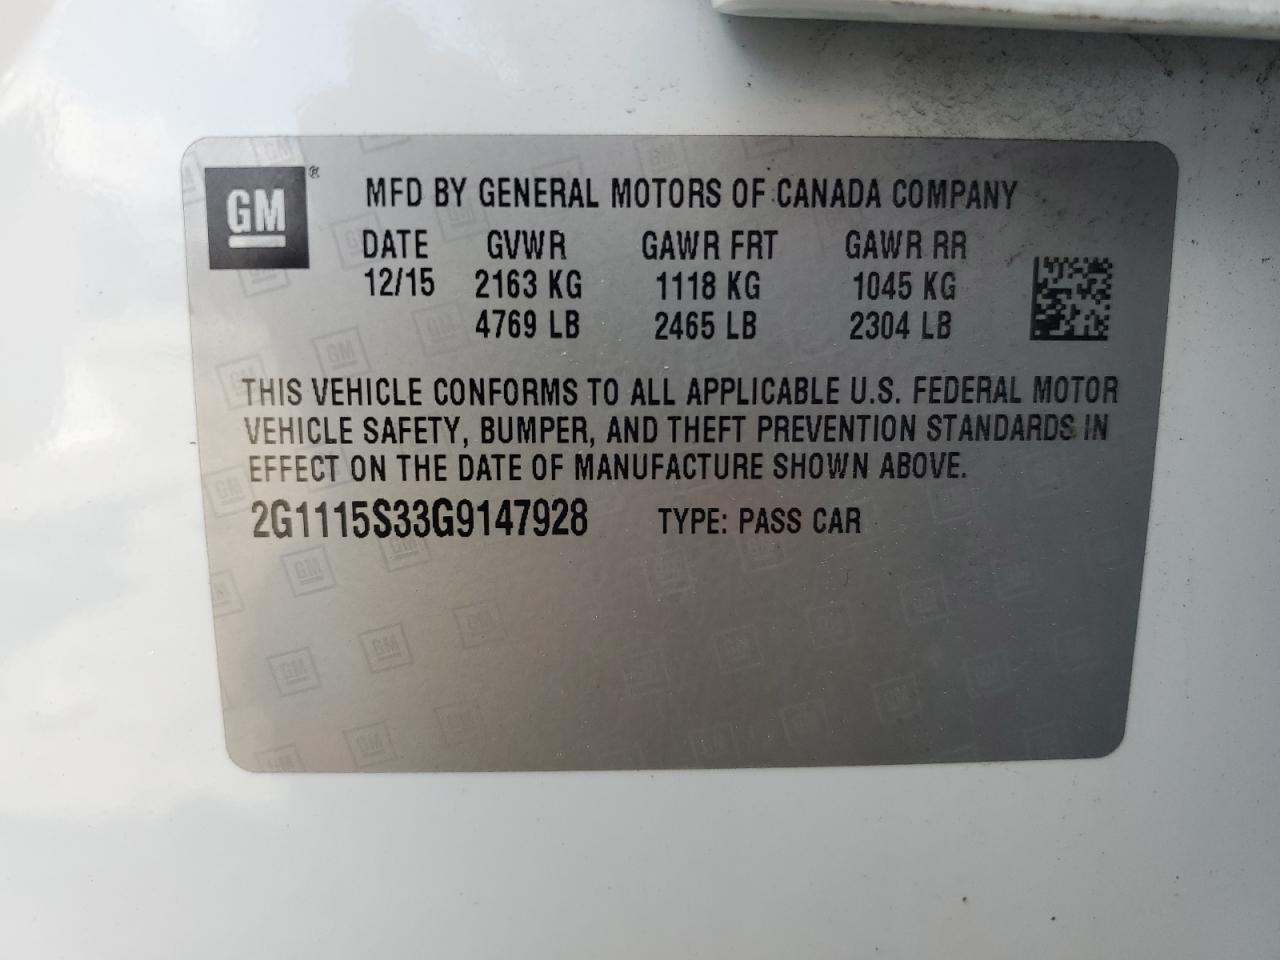 GM ®
MFD BY GENERAL MOTORS OF CANADA COMPANY
DATE GVWR GAWR FRT GAWR RR
12/15 2163 KG 1118 KG 1045 KG
4769 LB 2465 LB 2304 LB
THIS VEHICLE CONFORMS TO ALL APPLICABLE U.S. FEDERAL MOTOR
VEHICLE SAFETY, BUMPER, AND THEFT PREVENTION STANDARDS IN
EFFECT ON THE DATE OF MANUFACTURE SHOWN ABOVE.
2G1115S33G9147928 TYPE: PASS CAR